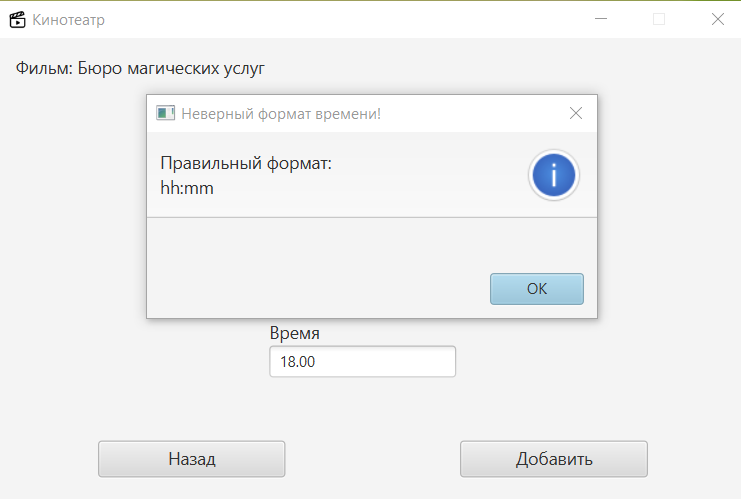 Кинотеатр
Фильм: Бюро магических услуг
Неверный формат времени!
Правильный формат:
hh:mm
OK
Время
18.00
Назад
Добавить